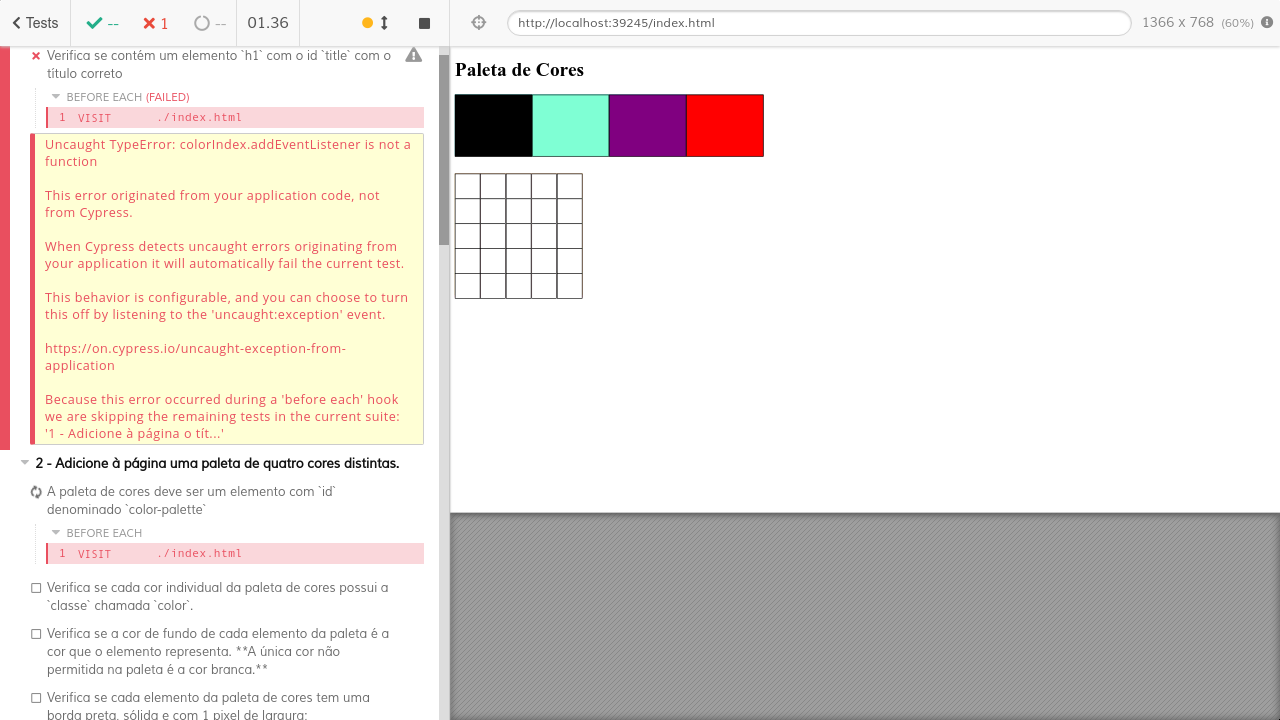 Tests
--
1
--
01.36
http://localhost:39245/index.html
1366 x 768 (60%)
Verifica se contém um elemento `h1` com o id `title` com o
título correto
BEFORE EACH (FAILED)
1 VISIT ./index.html
Uncaught TypeError: colorIndex.addEventListener is not a
function
This error originated from your application code, not
from Cypress.
When Cypress detects uncaught errors originating from
your application it will automatically fail the current test.
This behavior is configurable, and you can choose to turn
this off by listening to the 'uncaught:exception' event.
https://on.cypress.io/uncaught-exception-from-
application
Because this error occurred during a 'before each' hook
we are skipping the remaining tests in the current suite:
'1 - Adicione à página o tít...'
2 - Adicione à página uma paleta de quatro cores distintas.
A paleta de cores deve ser um elemento com `id`
denominado `color-palette`
BEFORE EACH
1 VISIT ./index.html
Verifica se cada cor individual da paleta de cores possui a
`classe` chamada `color`.
Verifica se a cor de fundo de cada elemento da paleta é a
cor que o elemento representa. **A única cor não
permitida na paleta é a cor branca.**
Verifica se cada elemento da paleta de cores tem uma
borda preta, sólida e com 1 pixel de largura;
Paleta de Cores